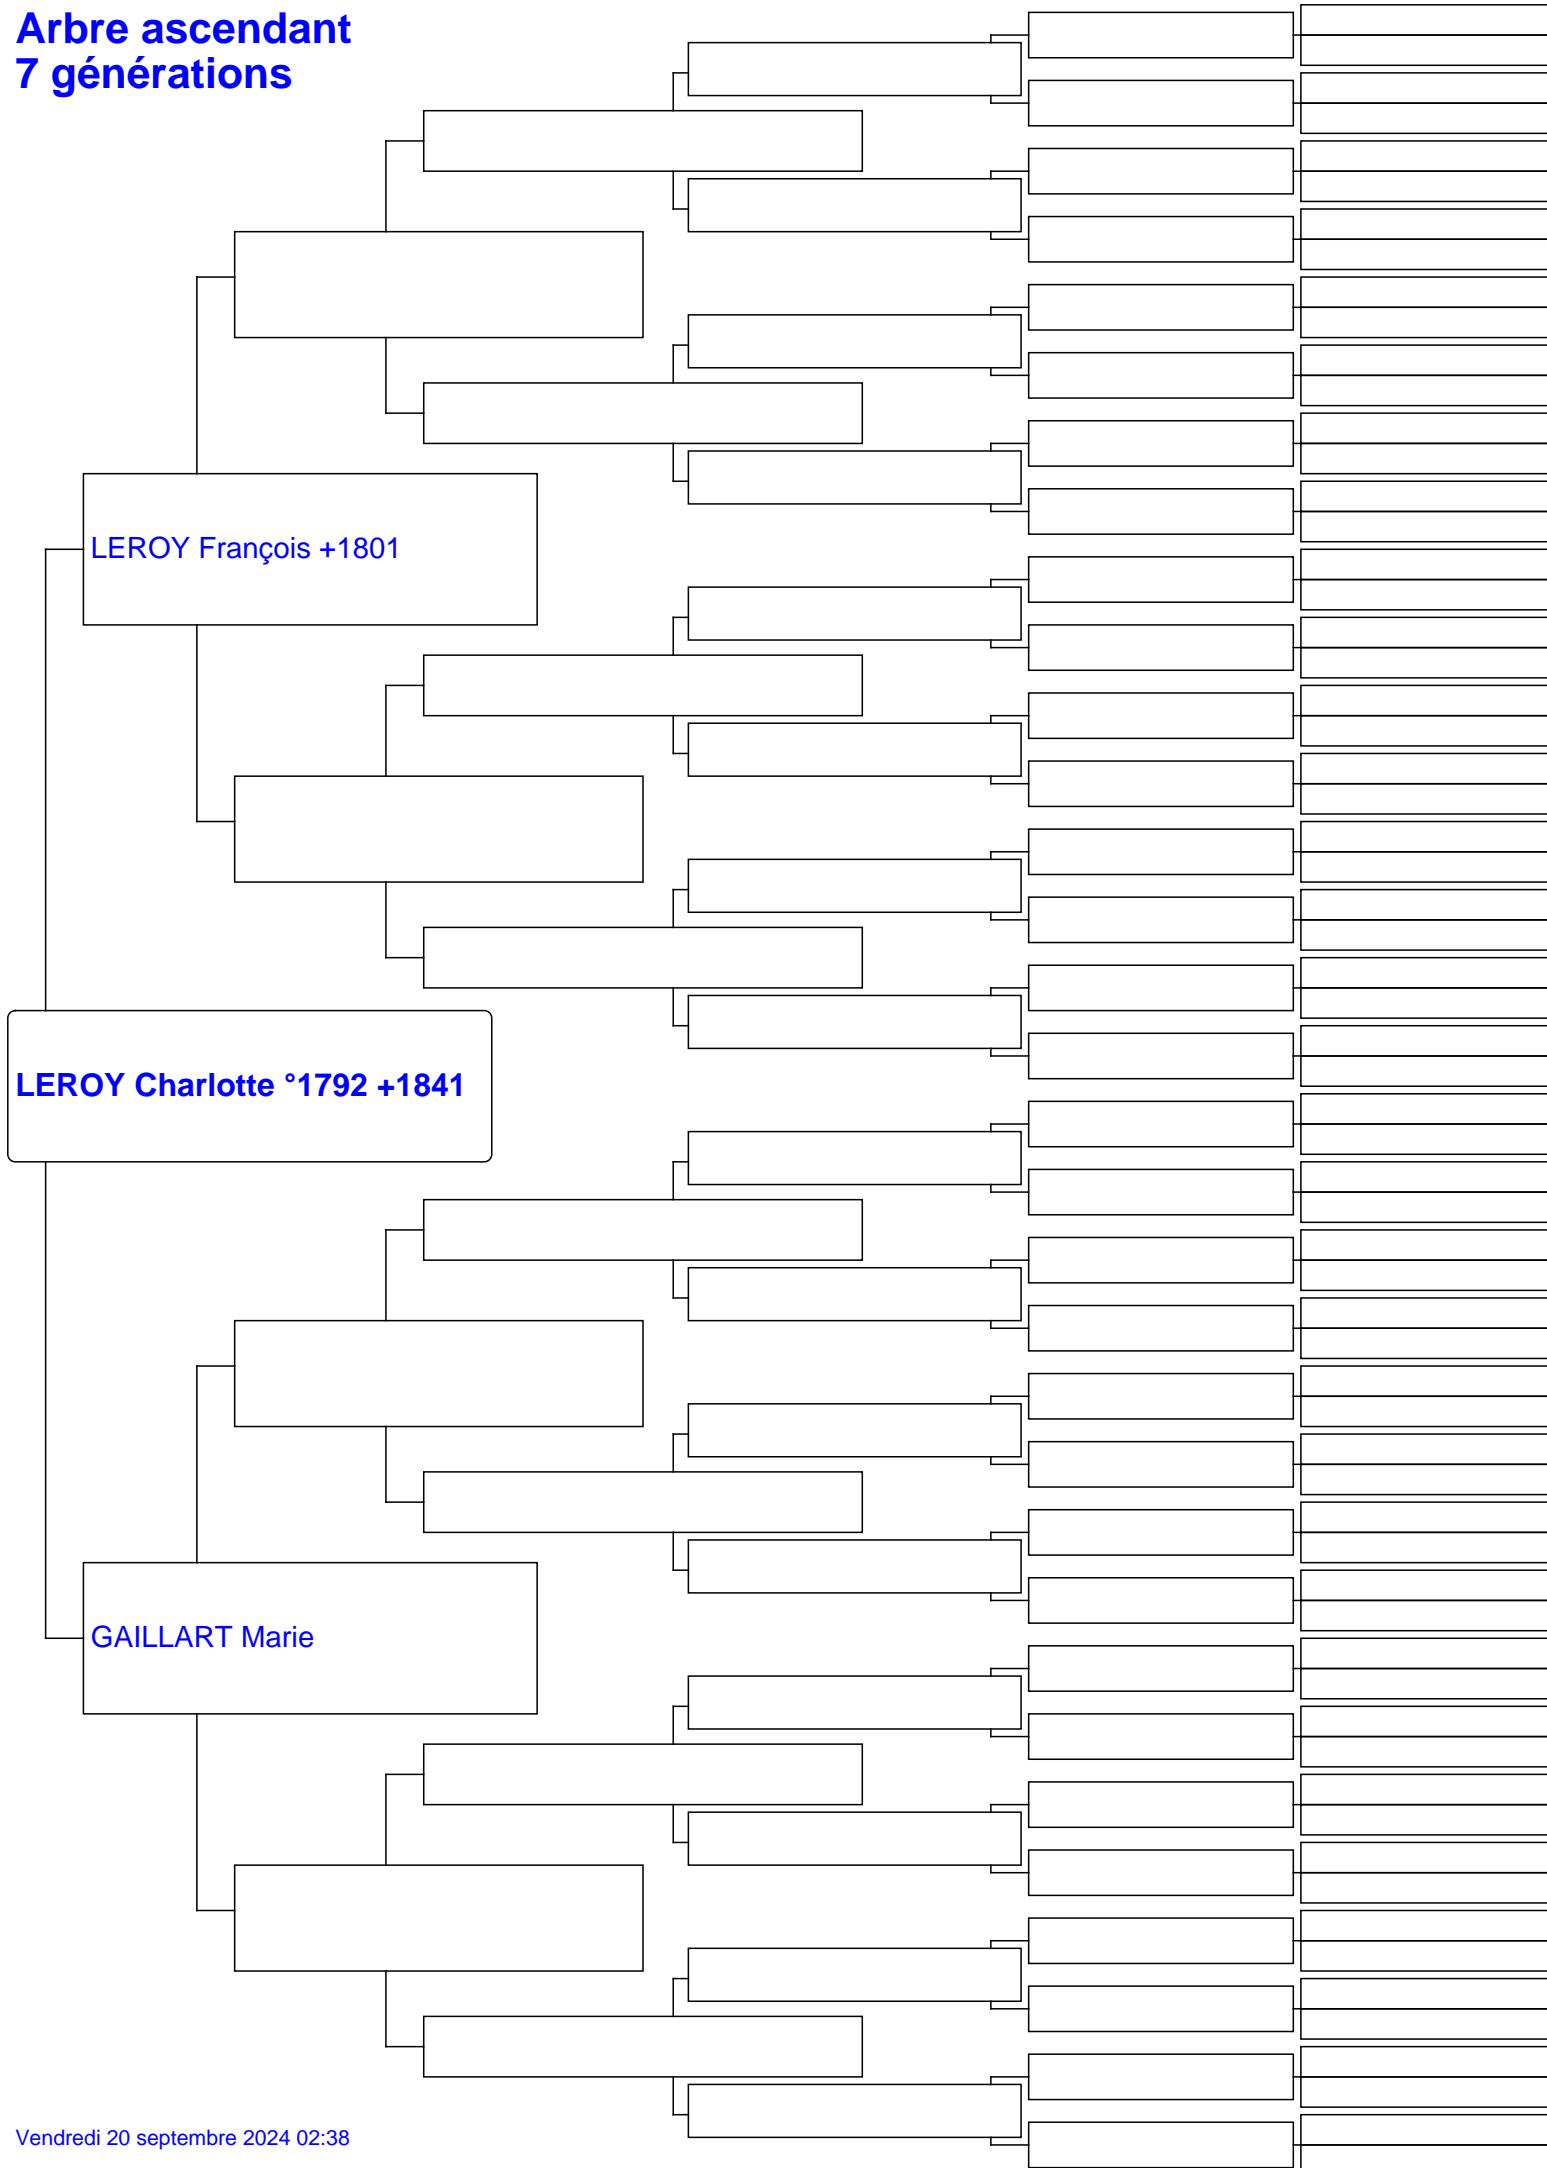 Arbre ascendant
7 générations
LEROY François +1801
LEROY Charlotte °1792 +1841
GAILLART Marie
Vendredi 20 septembre 2024 02:38